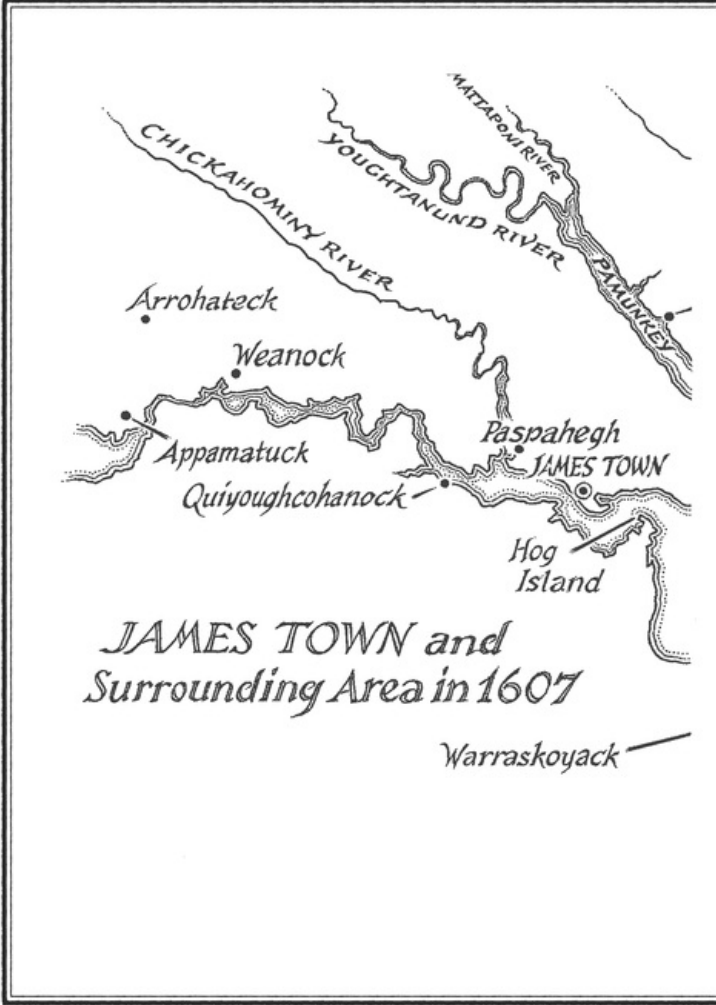 MATTAPONI RIVER
CHICKAHOMINY RIVER
YOUGHTANUND RIVER
PAMUNKEY
Arrohateck
Weanock
Appamatuck
Paspahegh
JAMES TOWN
Quiyoughcohanock
Hog
Island
JAMES TOWN and
Surrounding Area in 1607
Warraskoyack